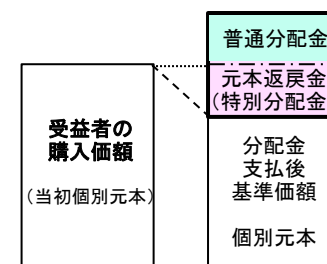 普通分配金
元本返戻金
(特別分配金
受益者の
購入価額
(当初個別元本)
分配金
支払後
基準価額
個別元本